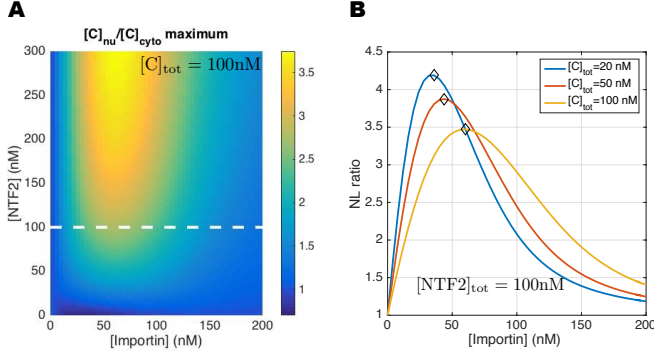 A
B
[C]nu/[C]cyto maximum
[C]tot = 100nM
300
250
200
150
100
50
0
[NTF2] (nM)
0 50 100 150 200
[Importin] (nM)
3.5
3
2.5
2
1.5
1
4.5
4
3.5
3
2.5
2
1.5
1
NL ratio
[C]tot=20 nM
[C]tot=50 nM
[C]tot=100 nM
[NTF2]tot = 100nM
0 50 100 150 200
[Importin] (nM)